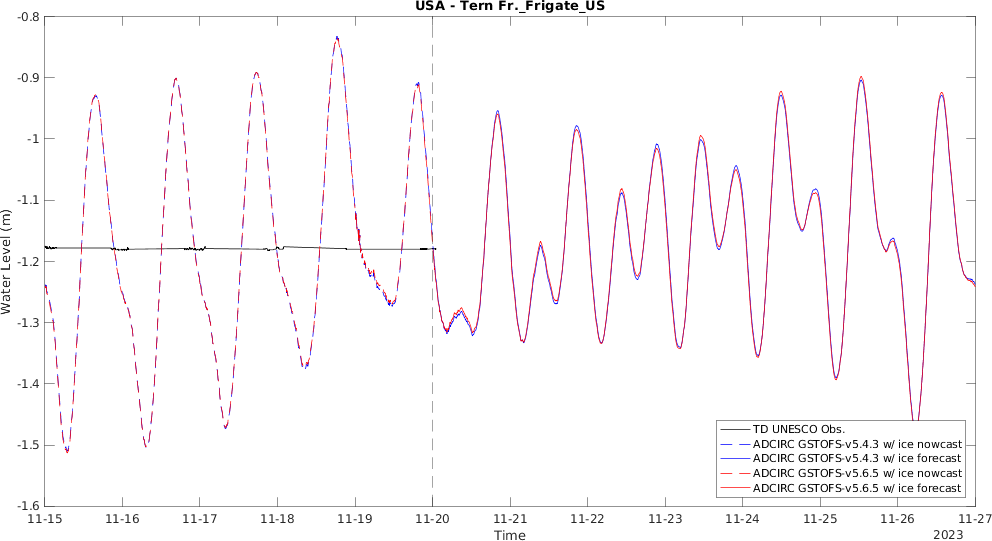 USA - Tern Fr._Frigate_US
Water Level (m)
-0.8
-0.9
-1
-1.1
-1.2
-1.3
-1.4
-1.5
-1.6
TD UNESCO Obs.
ADCIRC GSTOFS-v5.4.3 w/ ice nowcast
ADCIRC GSTOFS-v5.4.3 w/ ice forecast
ADCIRC GSTOFS-v5.6.5 w/ ice nowcast
ADCIRC GSTOFS-v5.6.5 w/ ice forecast
11-15 11-16 11-17 11-18 11-19 11-20 11-21 11-22 11-23 11-24 11-25 11-26 11-27
Time
2023